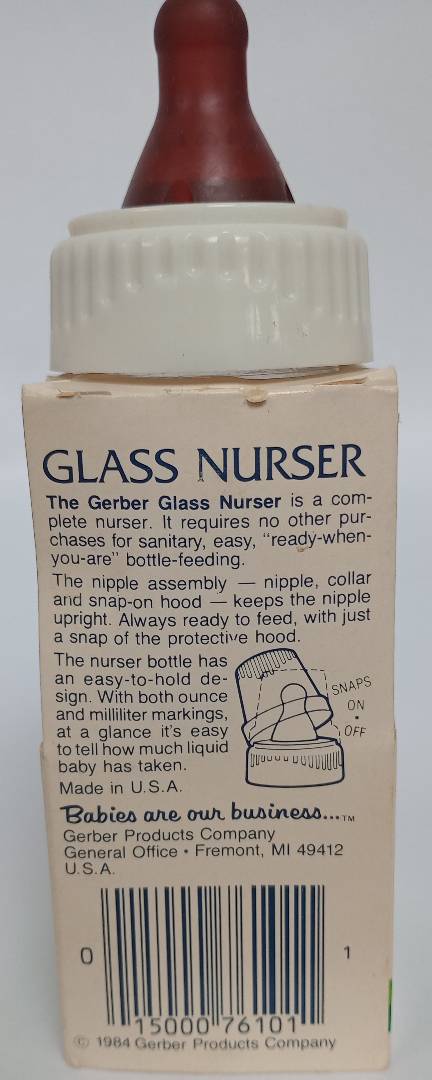 GLASS NURSER
The Gerber Glass Nurser is a com-
plete nurser. It requires no other pur-
chases for sanitary, easy, "ready-when-
you-are" bottle-feeding.
The nipple assembly — nipple, collar
and snap-on hood — keeps the nipple
upright. Always ready to feed, with just
a snap of the protective hood.
The nurser bottle has
an easy-to-hold de-
sign. With both ounce
and milliliter markings,
at a glance it's easy
to tell how much liquid
baby has taken.
Made in U.S.A.
SNAPS
ON
•
OFF
Babies are our business...™
Gerber Products Company
General Office • Fremont, MI 49412
U.S.A.
0 15000 76101 1
© 1984 Gerber Products Company